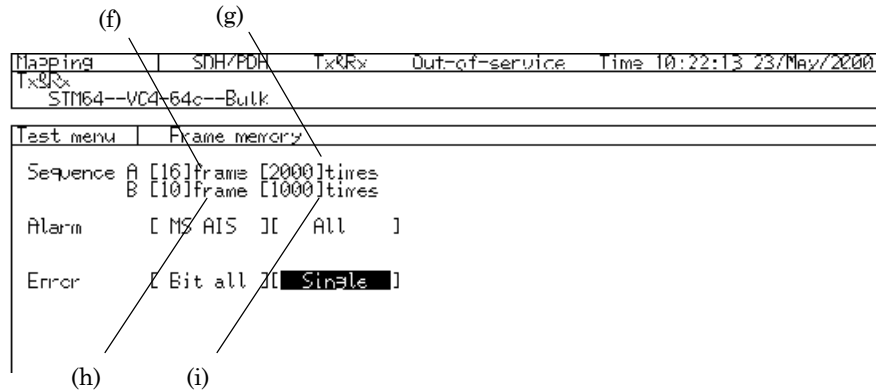 (f) (g)
Mapping SDH/PDH Tx&Rx Out-of-service Time 10:22:13 23/May/2000
Tx&Rx
STM64--VC4-64c--Bulk
Test menu Frame memory
Sequence A [16]frame [2000]times
B [10]frame [1000]times
Alarm [ MS AIS ][ All ]
Error [ Bit all ][ Single ]
(h) (i)